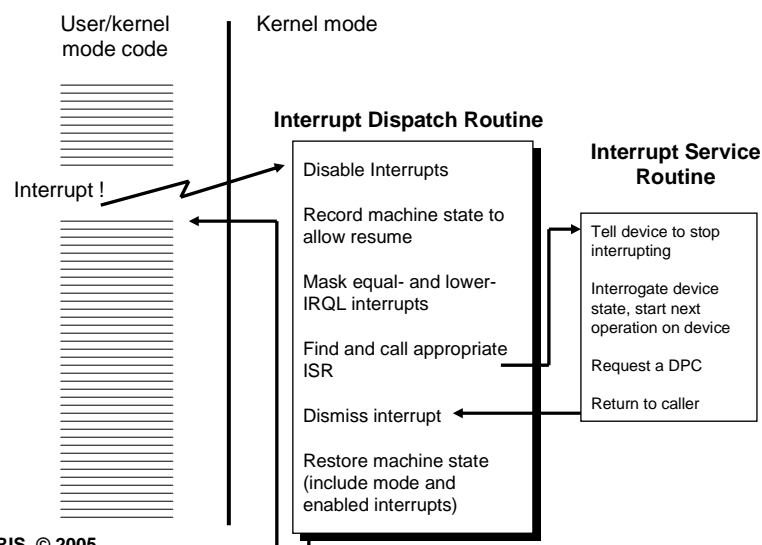 User/kernel
mode code
Kernel mode
Interrupt Dispatch Routine
Interrupt !
Disable Interrupts
Record machine state to
allow resume
Mask equal- and lower-
IRQL interrupts
Find and call appropriate
ISR
Dismiss interrupt
Restore machine state
(include mode and
enabled interrupts)
Interrupt Service
Routine
Tell device to stop
interrupting
Interrogate device
state, start next
operation on device
Request a DPC
Return to caller
© 2005